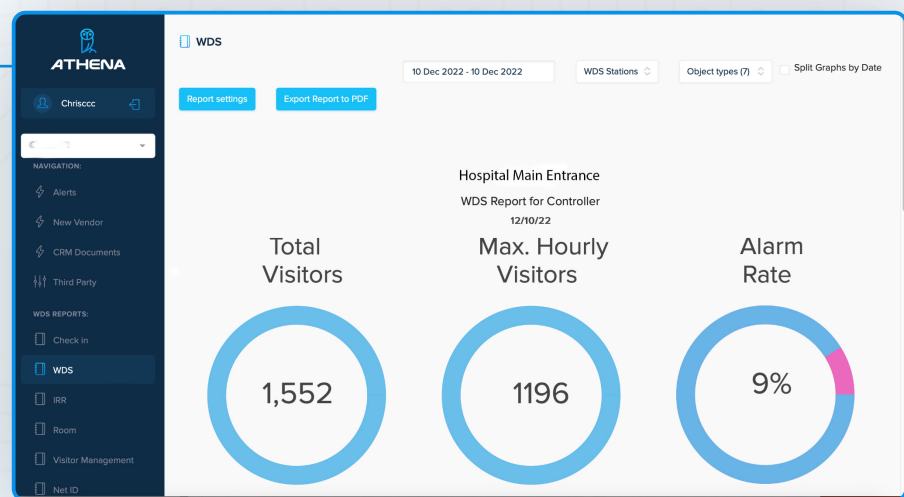 ATHENA
Chrisccc
NAVIGATION:
Alerts
New Vendor
CRM Documents
Third Party
WDS REPORTS:
Check in
WDS
IRR
Room
Visitor Management
Net ID
WDS
10 Dec 2022 - 10 Dec 2022
WDS Stations
Object types (7)
Split Graphs by Date
Report settings
Export Report to PDF
Hospital Main Entrance
WDS Report for Controller
12/10/22
Total
Visitors
1,552
Max. Hourly
Visitors
1196
Alarm
Rate
9%